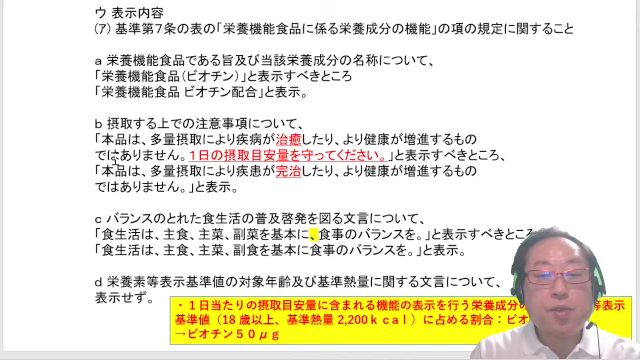 ウ 表示内容
(ア) 基準第７条の表の「栄養機能食品に係る栄養成分の機能」の項の規定に関すること
a 栄養機能食品である旨及び当該栄養成分の名称について、
「栄養機能食品（ビオチン）」と表示すべきところ
「栄養機能食品 ビオチン配合」と表示。
b 摂取する上での注意事項について、
「本品は、多量摂取により疾病が治癒したり、より健康が増進するもの
ではありません。１日の摂取目安量を守ってください。」と表示すべきところ、
「本品は、多量摂取により疾患が完治したり、より健康が増進するもの
ではありません。」と表示。
c バランスのとれた食生活の普及啓発を図る文言について、
「食生活は、主食、主菜、副菜を基本に、食事のバランスを。」と表示すべきところ
「食生活は、主食、主菜、副食を基本に食事のバランスを。」と表示。
d 栄養素等表示基準値の対象年齢及び基準熱量に関する文言について、
表示せず。
・１日当たりの摂取目安量に含まれる機能の表示を行う栄養成分の 等表示
基準値（18 歳以上、基準熱量 2,200ｋｃａｌ）に占める割合：ビオ
→ビオチン５０μｇ